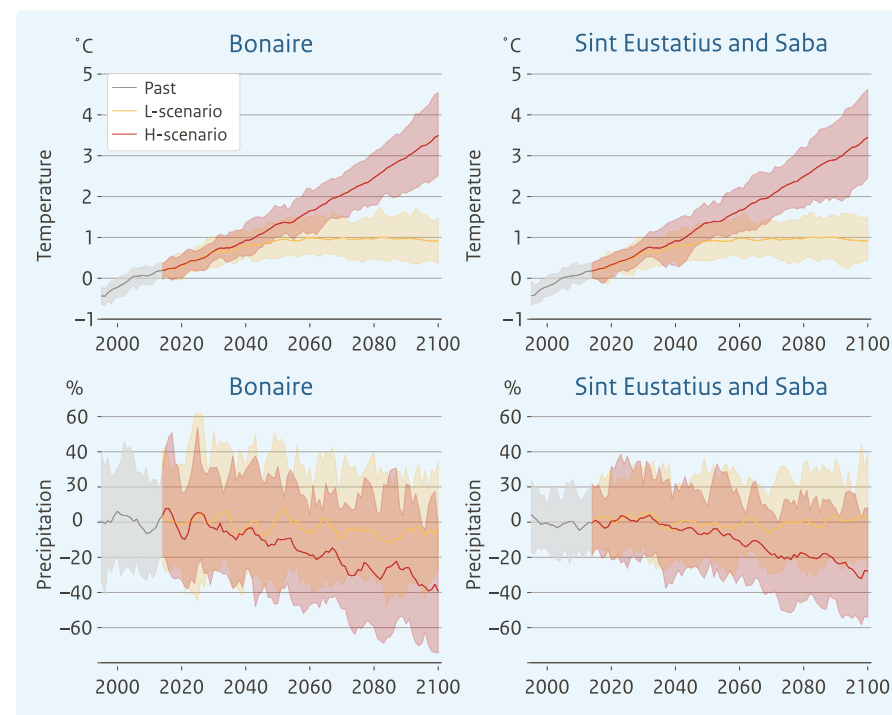 °C Bonaire
5
4
3
2
1
0
−1
Temperature
Past
L-scenario
H-scenario
2000 2020 2040 2060 2080 2100
°C Sint Eustatius and Saba
5
4
3
2
1
0
−1
Temperature
2000 2020 2040 2060 2080 2100
% Bonaire
60
40
30
0
−20
−40
−60
Precipitation
2000 2020 2040 2060 2080 2100
% Sint Eustatius and Saba
60
40
30
0
−20
−40
−60
Precipitation
2000 2020 2040 2060 2080 2100